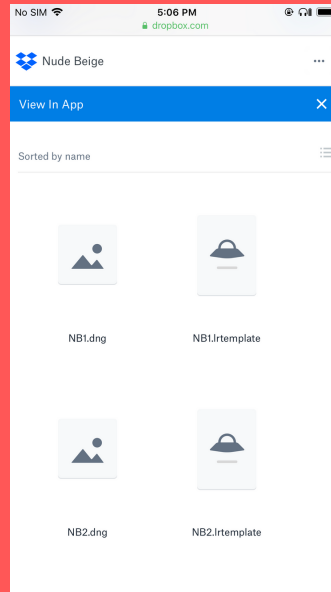 No SIM 5:06 PM
dropbox.com
Nude Beige ...
View In App
Sorted by name
NB1.dng NB1.lrtemplate
NB2.dng NB2.lrtemplate